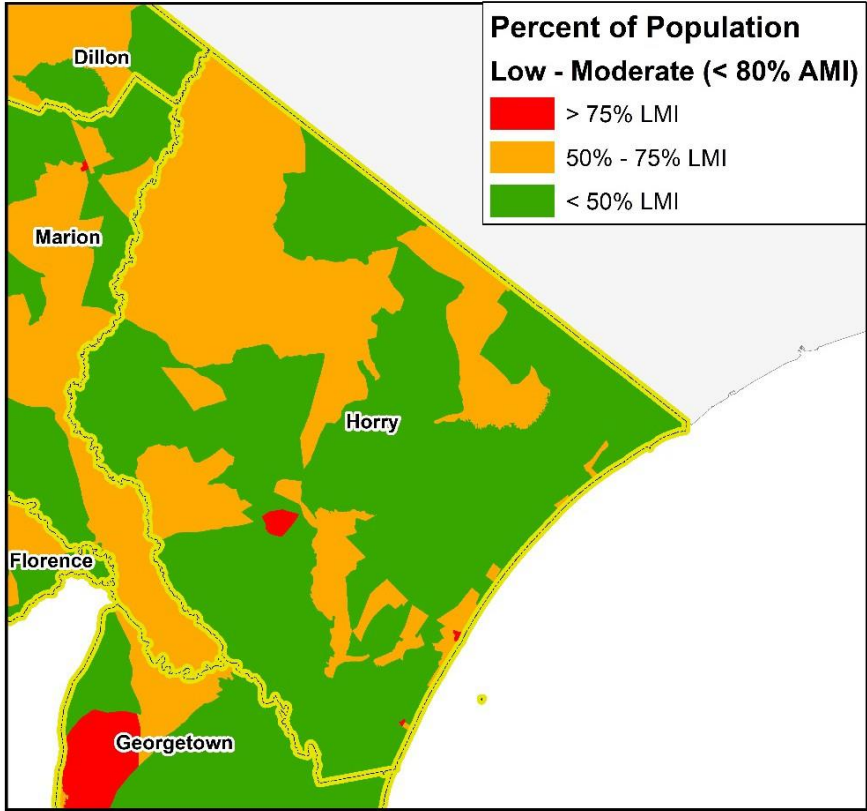 Percent of Population
Low - Moderate (< 80% AMI)
> 75% LMI
50% - 75% LMI
< 50% LMI
Dillon
Marion
Horry
Florence
Georgetown